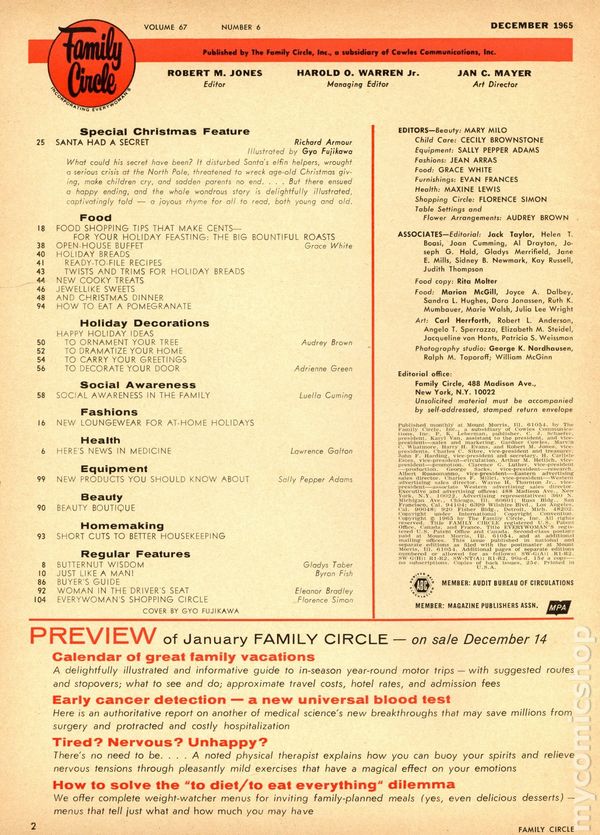 Family
Circle
INCORPORATING EVERYWOMAN'S
VOLUME 67 NUMBER 6 DECEMBER 1965
Published by The Family Circle, Inc., a subsidiary of Cowles Communications, Inc.
ROBERT M. JONES HAROLD O. WARREN Jr. JAN C. MAYER
Editor Managing Editor Art Director
Special Christmas Feature
25 SANTA HAD A SECRET Richard Armour
Illustrated by Gyo Fujikawa
What could his secret have been? It disturbed Santa's elfin helpers, wrought
a serious crisis at the North Pole, threatened to wreck age-old Christmas giv-
ing, make children cry, and sadden parents no end. . . . But there ensued
a happy ending, and the whole wondrous story is delightfully illustrated,
captivatingly told — a joyous rhyme for all to read, both young and old.
Food
18 FOOD SHOPPING TIPS THAT MAKE CENTS—
FOR YOUR HOLIDAY FEASTING: THE BIG BOUNTIFUL ROASTS
38 OPEN-HOUSE BUFFET Grace White
40 HOLIDAY BREADS
41 READY-TO-FILE RECIPES
43 TWISTS AND TRIMS FOR HOLIDAY BREADS
44 NEW COOKY TREATS
46 JEWELLIKE SWEETS
48 AND CHRISTMAS DINNER
94 HOW TO EAT A POMEGRANATE
Holiday Decorations
HAPPY HOLIDAY IDEAS
50 TO ORNAMENT YOUR TREE Audrey Brown
52 TO DRAMATIZE YOUR HOME
54 TO CARRY YOUR GREETINGS
56 TO DECORATE YOUR DOOR Adrienne Green
Social Awareness
58 SOCIAL AWARENESS IN THE FAMILY Luella Cuming
Fashions
16 NEW LOUNGEWEAR FOR AT-HOME HOLIDAYS
Health
6 HERE'S NEWS IN MEDICINE Lawrence Galton
Equipment
99 NEW PRODUCTS YOU SHOULD KNOW ABOUT Sally Pepper Adams
Beauty
90 BEAUTY BOUTIQUE
Homemaking
93 SHORT CUTS TO BETTER HOUSEKEEPING
Regular Features
8 BUTTERNUT WISDOM Gladys Taber
10 JUST LIKE A MAN! Byron Fish
86 BUYER'S GUIDE
92 WOMAN IN THE DRIVER'S SEAT Eleanor Bradley
104 EVERYWOMAN'S SHOPPING CIRCLE Florence Simon
COVER BY GYO FUJIKAWA
EDITORS—Beauty: MARY MILO
Child Care: CECILY BROWNSTONE
Equipment: SALLY PEPPER ADAMS
Fashions: JEAN ARRAS
Food: GRACE WHITE
Furnishings: EVAN FRANCES
Health: MAXINE LEWIS
Shopping Circle: FLORENCE SIMON
Table Settings and
Flower Arrangements: AUDREY BROWN
ASSOCIATES—Editorial: Jack Taylor, Helen T.
Boasi, Joan Cumming, Al Drayton, Jo-
seph G. Hold, Gladys Merrifield, Jane
E. Mills, Sidney B. Newmark, Kay Russell,
Judith Thompson
Food copy: Rita Molter
Food: Marion McGill, Joyce A. Dalbey,
Sandra L. Hughes, Dora Jonassen, Ruth K.
Mumbauer, Marie Walsh, Julia Lee Wright
Art: Carl Herrforth, Robert L. Anderson,
Angelo T. Sperrazza, Elizabeth M. Steidel,
Jacqueline von Honts, Patricia S. Weissman
Photography studio: George K. Nordhausen,
Ralph M. Toporoff; William McGinn
Editorial office:
Family Circle, 488 Madison Ave.,
New York, N.Y. 10022
Unsolicited material must be accompanied
by self-addressed, stamped return envelope
Published monthly at Mount Morris, Ill. 61054, by The
Family Circle, Inc., a subsidiary of Cowles Communica-
ABC
MEMBER: AUDIT BUREAU OF CIRCULATIONS
MEMBER: MAGAZINE PUBLISHERS ASSN. MPA
PREVIEW of January FAMILY CIRCLE — on sale December 14
Calendar of great family vacations
A delightfully illustrated and informative guide to in-season year-round motor trips — with suggested routes
and stopovers; what to see and do; approximate travel costs, hotel rates, and admission fees
Early cancer detection — a new universal blood test
Here is an authoritative report on another of medical science's new breakthroughs that may save millions from
surgery and protracted and costly hospitalization
Tired? Nervous? Unhappy?
There's no need to be. . . . A noted physical therapist explains how you can buoy your spirits and relieve
nervous tensions through pleasantly mild exercises that have a magical effect on your emotions
How to solve the "to diet/to eat everything" dilemma
We offer complete weight-watcher menus for inviting family-planned meals (yes, even delicious desserts) —
menus that tell just what and how much you may have
2 FAMILY CIRCLE
mycomicshop